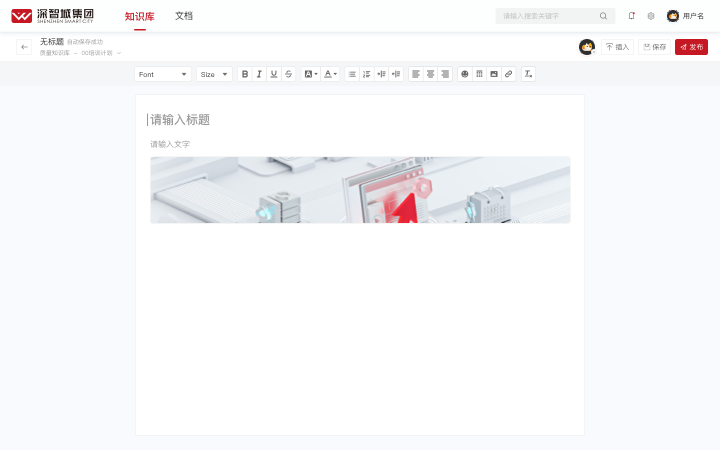 深智城集团
SHENZHEN SMART CITY
知识库
文档
请输入搜索关键字
用户名
无标题 自动保存成功
质量知识库 – 00培训计划
插入
保存
发布
Font
Size
B I U S
请输入标题
请输入文字